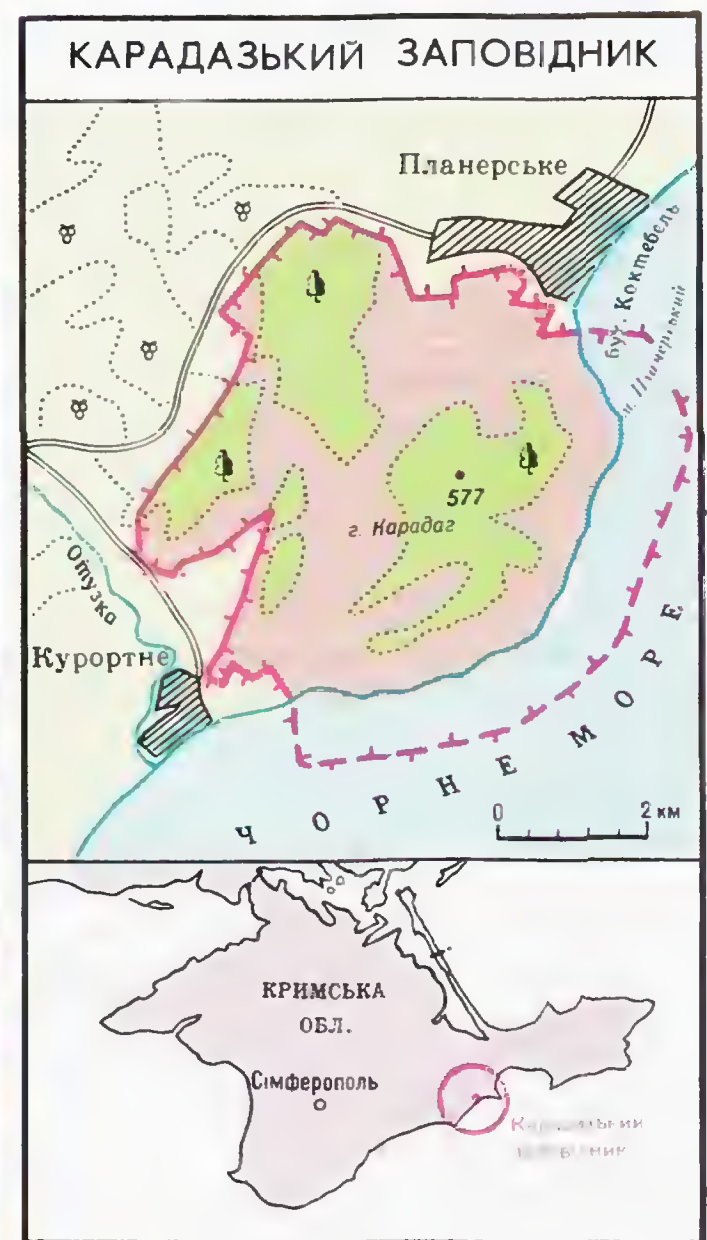 КАРАДАЗЬКИЙ ЗАПОВІДНИК
Планерське
бух. Коктебель
577
г. Карадаг
Отузка
Курортне
ЧОРНЕ МОРЕ
0 2 км
КРИМСЬКА
ОБЛ.
Сімферополь